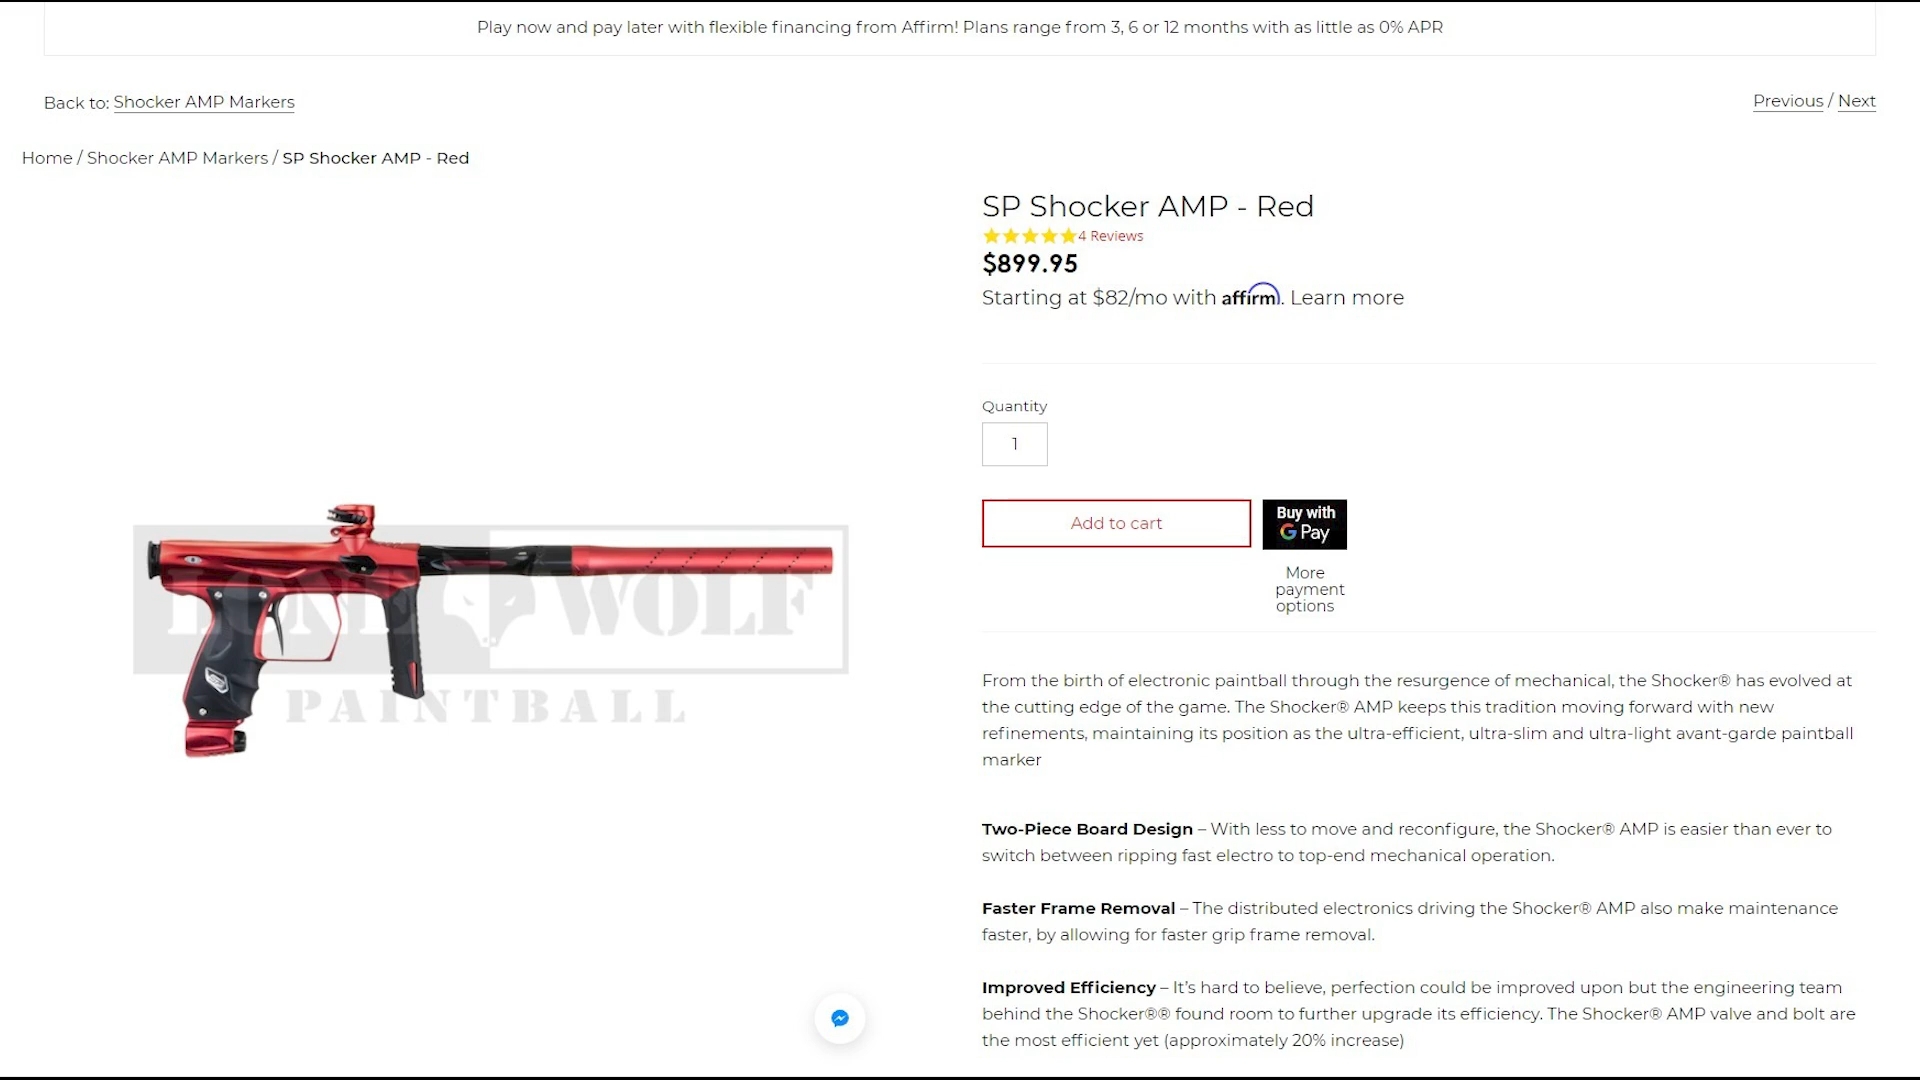 Play now and pay later with flexible financing from Affirm! Plans range from 3, 6 or 12 months with as little as 0% APR
Back to: Shocker AMP Markers
Previous / Next
Home / Shocker AMP Markers / SP Shocker AMP - Red
SP Shocker AMP - Red
4 Reviews
$899.95
Starting at $82/mo with affirm. Learn more
Quantity
1
Add to cart
Buy with
G Pay
More
payment
options
LONE WOLF
PAINTBALL
From the birth of electronic paintball through the resurgence of mechanical, the Shocker® has evolved at
the cutting edge of the game. The Shocker® AMP keeps this tradition moving forward with new
refinements, maintaining its position as the ultra-efficient, ultra-slim and ultra-light avant-garde paintball
marker
Two-Piece Board Design – With less to move and reconfigure, the Shocker® AMP is easier than ever to
switch between ripping fast electro to top-end mechanical operation.
Faster Frame Removal – The distributed electronics driving the Shocker® AMP also make maintenance
faster, by allowing for faster grip frame removal.
Improved Efficiency – It’s hard to believe, perfection could be improved upon but the engineering team
behind the Shocker®® found room to further upgrade its efficiency. The Shocker® AMP valve and bolt are
the most efficient yet (approximately 20% increase)